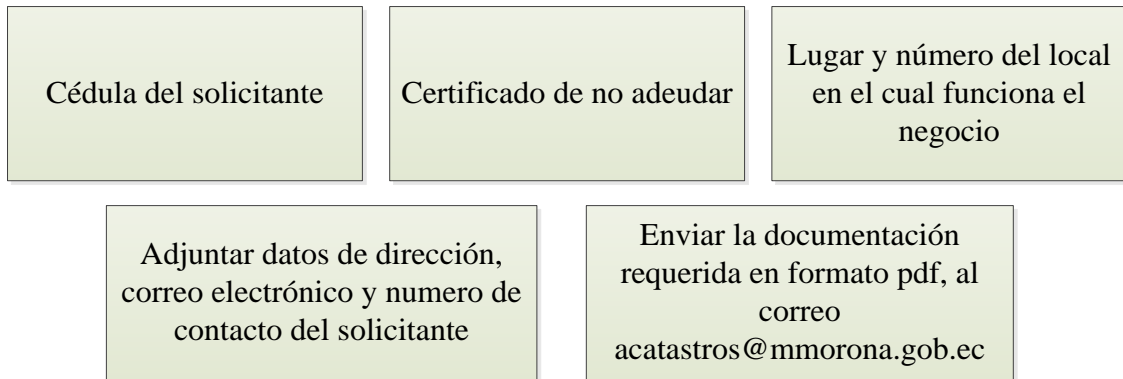 Cédula del solicitante
Certificado de no adeudar
Lugar y número del local
en el cual funciona el
negocio
Adjuntar datos de dirección,
correo electrónico y numero de
contacto del solicitante
Enviar la documentación
requerida en formato pdf, al
correo
acatastros@mmorona.gob.ec